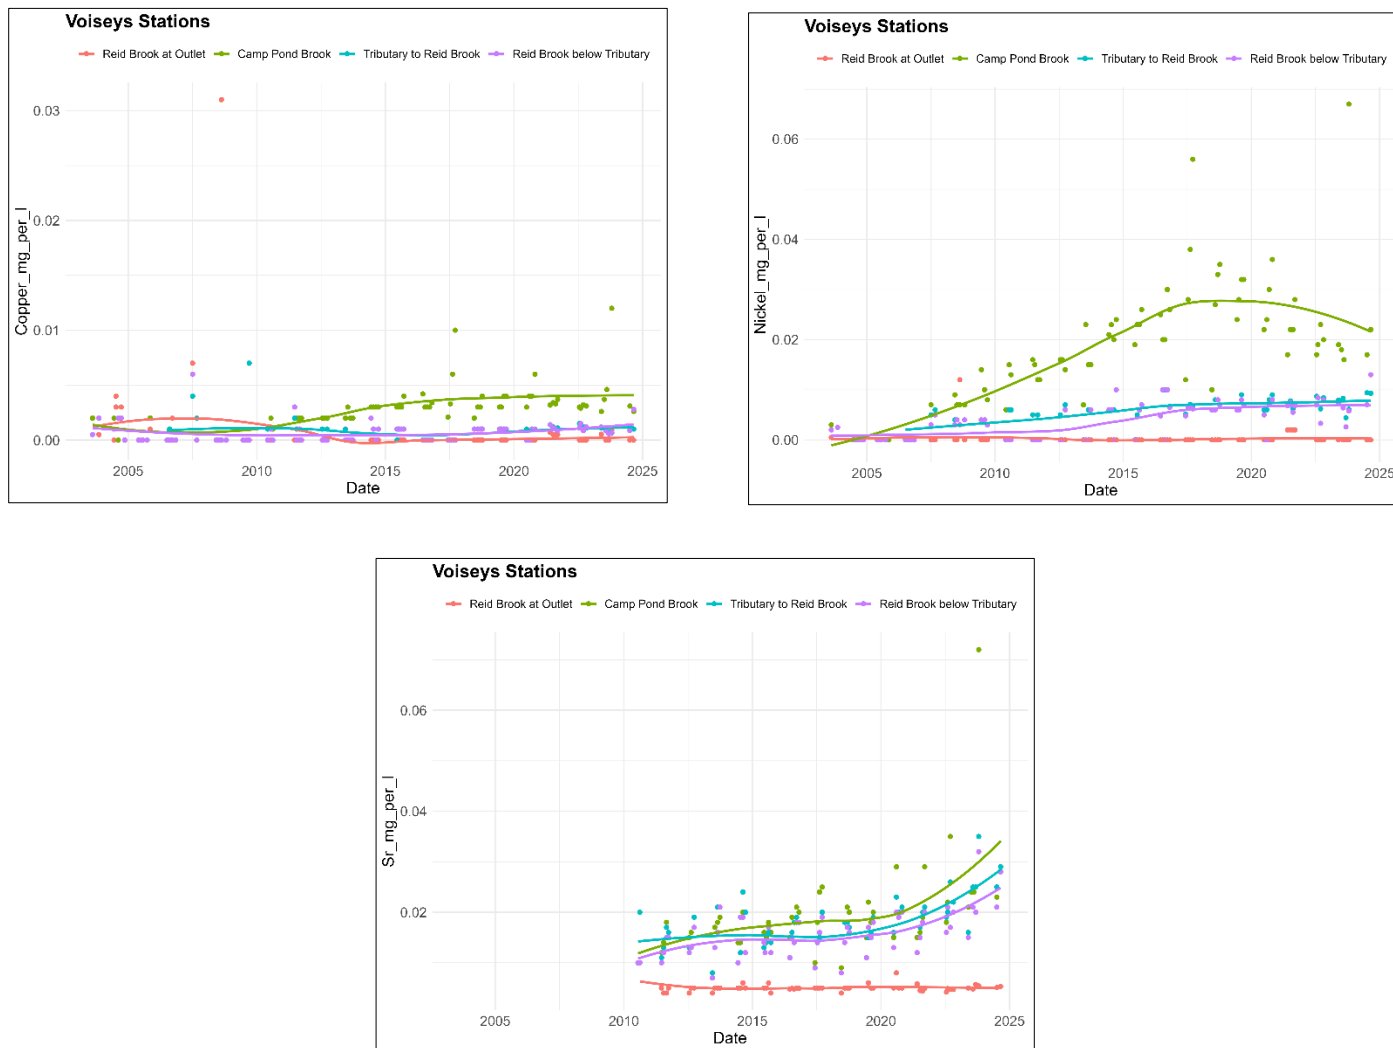 Voiseys Stations
Reid Brook at Outlet Camp Pond Brook Tributary to Reid Brook Reid Brook below Tributary
Copper_mg_per_l
0.03
0.02
0.01
0.00
2005 2010 2015 2020 2025
Date
Voiseys Stations
Reid Brook at Outlet Camp Pond Brook Tributary to Reid Brook Reid Brook below Tributary
Nickel_mg_per_l
0.06
0.04
0.02
0.00
2005 2010 2015 2020 2025
Date
Voiseys Stations
Reid Brook at Outlet Camp Pond Brook Tributary to Reid Brook Reid Brook below Tributary
Sr_mg_per_l
0.06
0.04
0.02
2005 2010 2015 2020 2025
Date